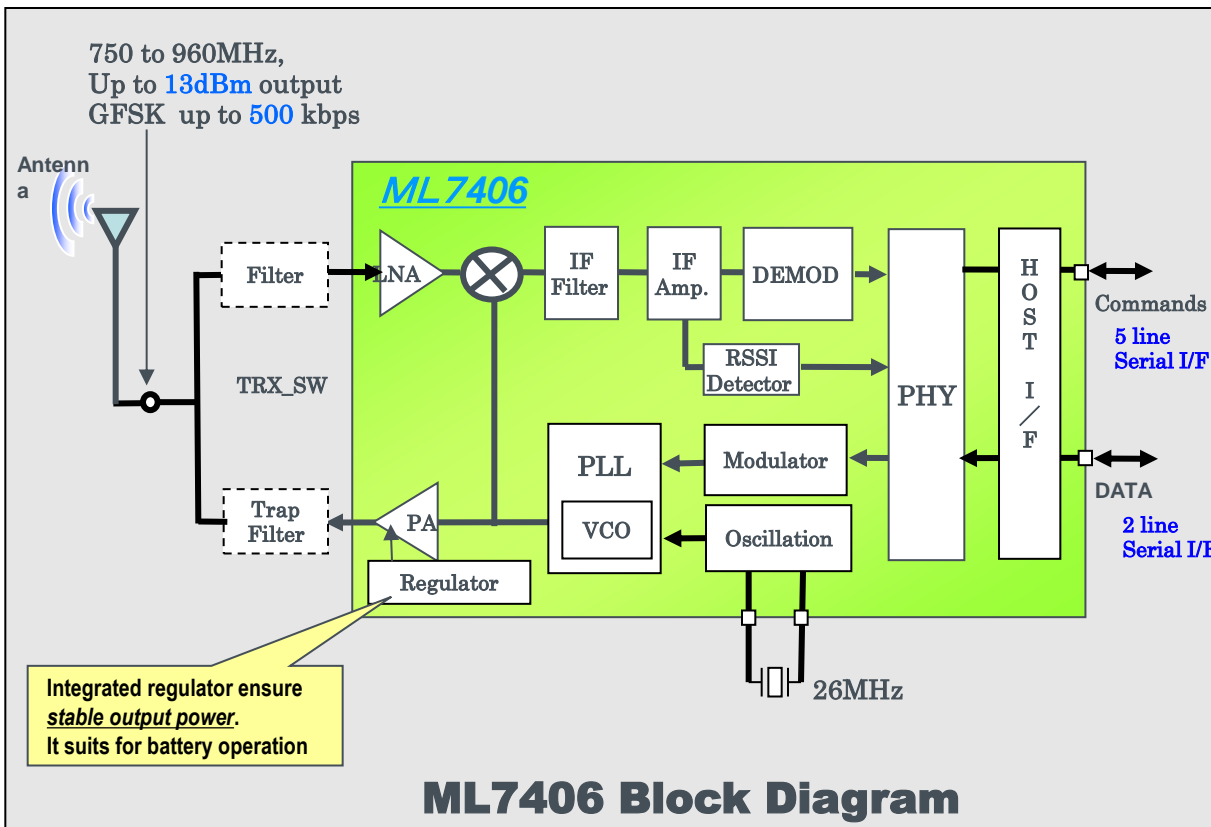 750 to 960MHz,
Up to 13dBm output
GFSK up to 500 kbps
Antenn
a
ML7406
Filter
LNA
IF
Filter
IF
Amp.
DEMOD
RSSI
Detector
PHY
H
O
S
T
I
/
F
Commands
5 line
Serial I/F
TRX_SW
Trap
Filter
PA
Regulator
PLL
VCO
Modulator
Oscillation
DATA
2 line
Serial I/F
26MHz
Integrated regulator ensure
stable output power.
It suits for battery operation
ML7406 Block Diagram